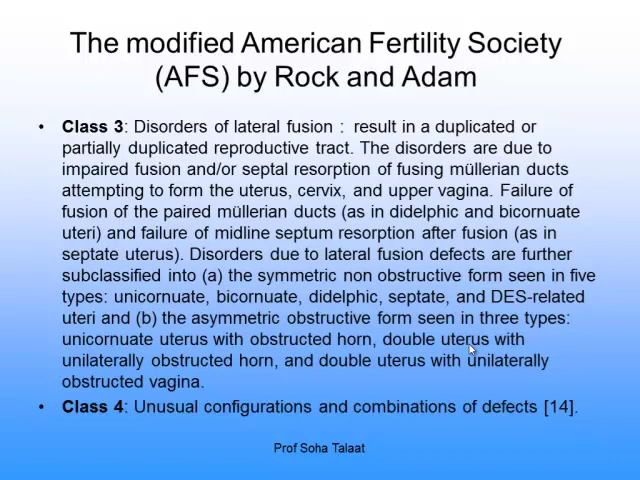 The modified American Fertility Society
(AFS) by Rock and Adam
• Class 3: Disorders of lateral fusion : result in a duplicated or
partially duplicated reproductive tract. The disorders are due to
impaired fusion and/or septal resorption of fusing müllerian ducts
attempting to form the uterus, cervix, and upper vagina. Failure of
fusion of the paired müllerian ducts (as in didelphic and bicornuate
uteri) and failure of midline septum resorption after fusion (as in
septate uterus). Disorders due to lateral fusion defects are further
subclassified into (a) the symmetric non obstructive form seen in five
types: unicornuate, bicornuate, didelphic, septate, and DES-related
uteri and (b) the asymmetric obstructive form seen in three types:
unicornuate uterus with obstructed horn, double uterus with
unilaterally obstructed horn, and double uterus with unilaterally
obstructed vagina.
• Class 4: Unusual configurations and combinations of defects [14].
Prof Soha Talaat